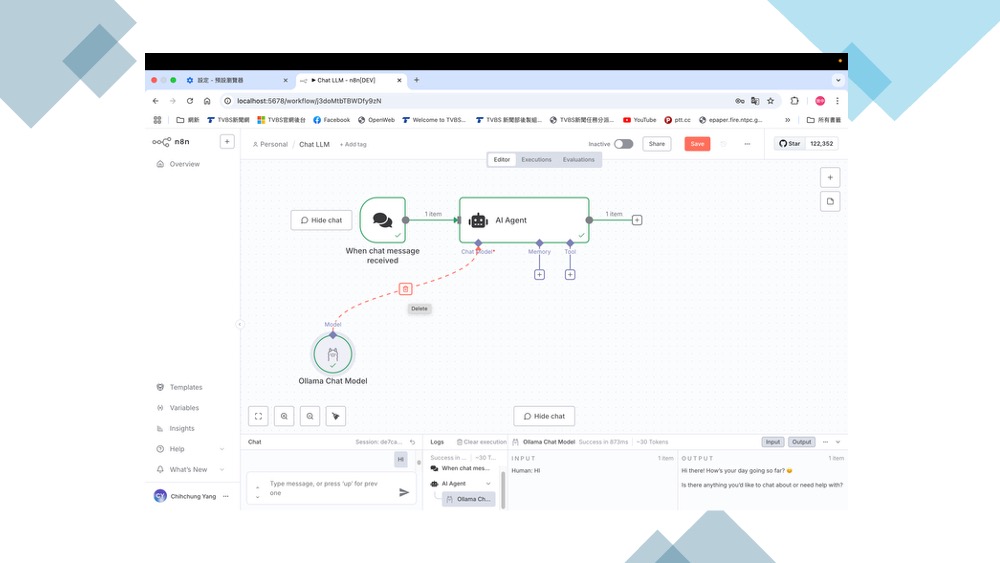 設定 - 預設瀏覽器
▶ Chat LLM - n8n[DEV]
localhost:5678/workflow/j3doMtbTBWDfy9zN
網新
TVBS新聞網
TVBS官網後台
Facebook
OpenWeb
Welcome to TVBS...
TVBS 新聞部後製組...
TVBS新聞任務分派...
YouTube
ptt.cc
epaper.fire.ntpc.g...
»
所有書籤
n8n
+
Overview
Personal / Chat LLM + Add tag
Inactive
Share
Save
Star 122,352
Editor Executions Evaluations
Hide chat
1 item
AI Agent
1 item
When chat message
received
Chat Model*
Memory
Tool
Delete
Model
Ollama Chat Model
Hide chat
Templates
Variables
Insights
Help
What's New
Chihchung Yang
Chat
Session: de7ca...
HI
Type message, or press 'up' for prev
one
Logs
Clear execution
Success in ... ~30 T...
When chat mes...
AI Agent
Ollama Ch...
Ollama Chat Model Success in 873ms ~30 Tokens
Input Output
INPUT
1 item
Human: HI
OUTPUT
1 item
Hi there! How's your day going so far? 😊
Is there anything you'd like to chat about or need help with?